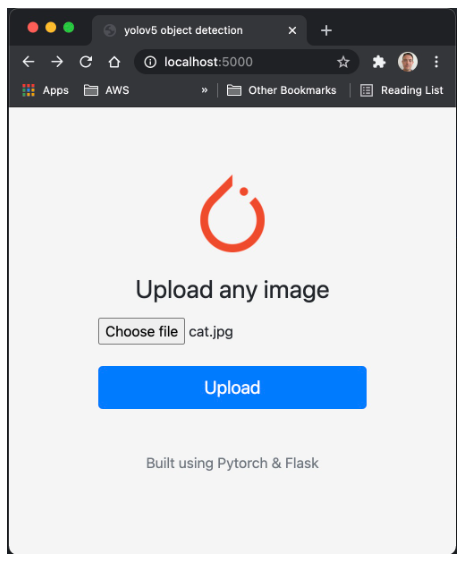 yolov5 object detection
localhost:5000
Apps AWS » Other Bookmarks Reading List
Upload any image
Choose file cat.jpg
Upload
Built using Pytorch & Flask